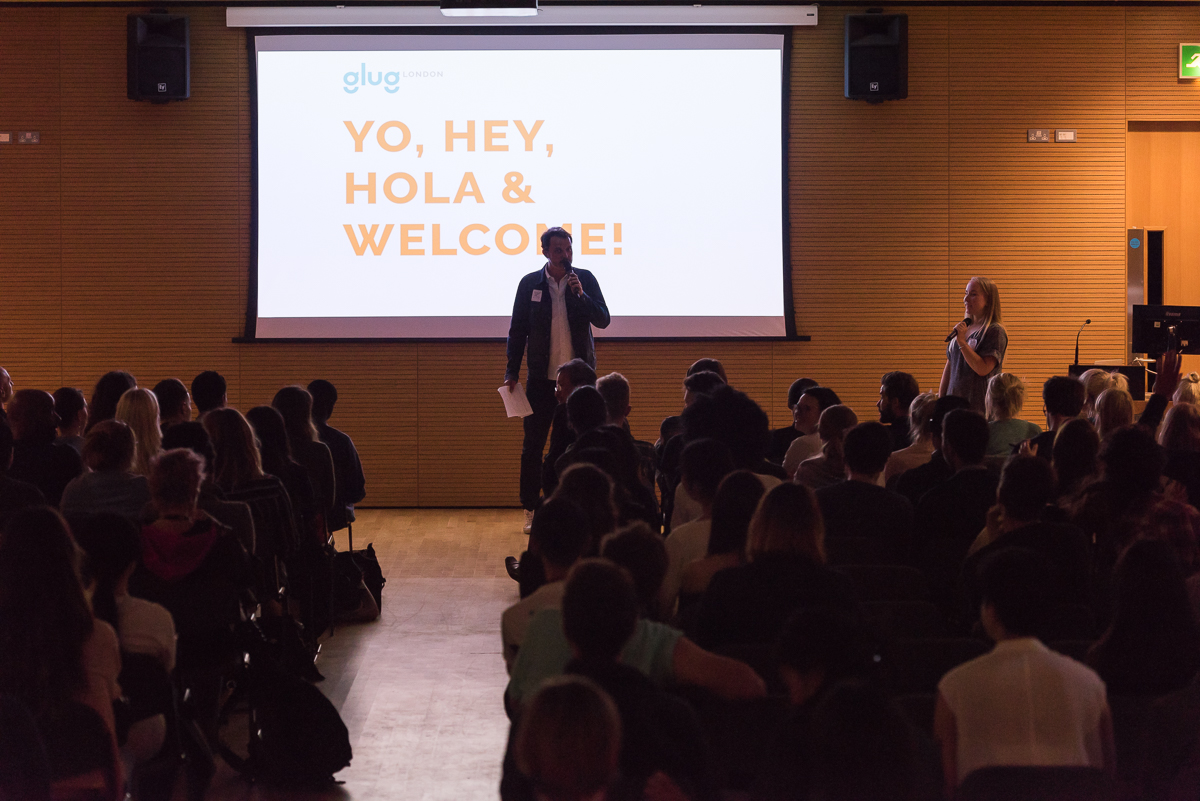 glug LONDON
YO, HEY,
HOLA &
WELCOME!